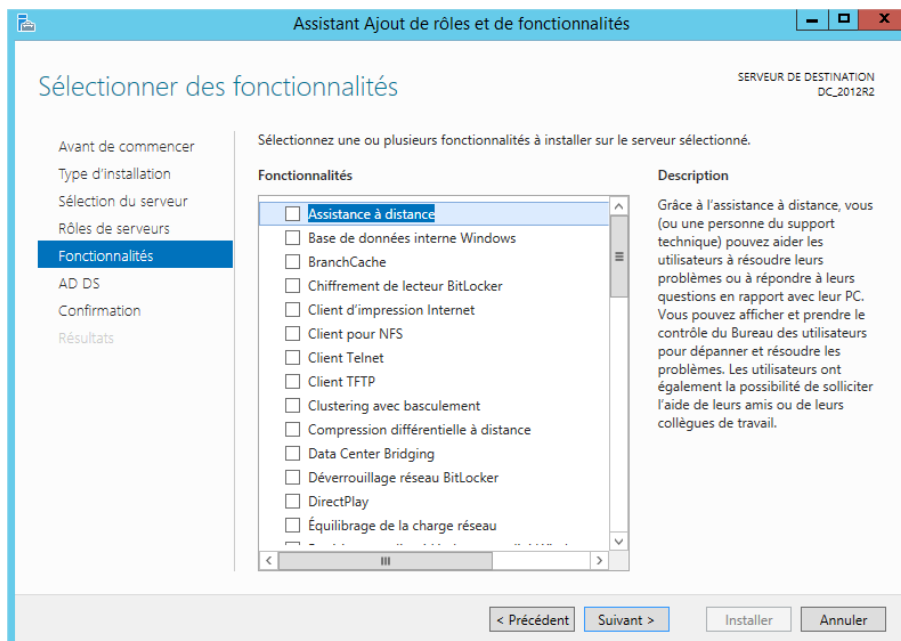 Assistant Ajout de rôles et de fonctionnalités
Sélectionner des fonctionnalités
SERVEUR DE DESTINATION
DC_2012R2
Avant de commencer
Type d'installation
Sélection du serveur
Rôles de serveurs
Fonctionnalités
AD DS
Confirmation
Résultats
Sélectionnez une ou plusieurs fonctionnalités à installer sur le serveur sélectionné.
Fonctionnalités
Assistance à distance
Base de données interne Windows
BranchCache
Chiffrement de lecteur BitLocker
Client d'impression Internet
Client pour NFS
Client Telnet
Client TFTP
Clustering avec basculement
Compression différentielle à distance
Data Center Bridging
Déverrouillage réseau BitLocker
DirectPlay
Équilibrage de la charge réseau
Description
Grâce à l'assistance à distance, vous
(ou une personne du support
technique) pouvez aider les
utilisateurs à résoudre leurs
problèmes ou à répondre à leurs
questions en rapport avec leur PC.
Vous pouvez afficher et prendre le
contrôle du Bureau des utilisateurs
pour dépanner et résoudre les
problèmes. Les utilisateurs ont
également la possibilité de solliciter
l'aide de leurs amis ou de leurs
collègues de travail.
< Précédent
Suivant >
Installer
Annuler